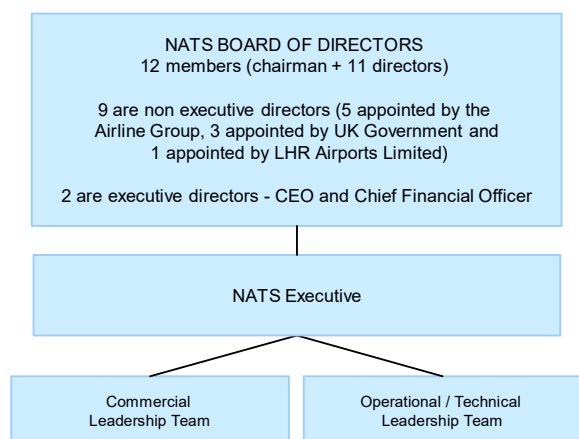 NATS BOARD OF DIRECTORS
12 members (chairman + 11 directors)
9 are non executive directors (5 appointed by the
Airline Group, 3 appointed by UK Government and
1 appointed by LHR Airports Limited)
2 are executive directors - CEO and Chief Financial Officer
NATS Executive
Commercial
Leadership Team
Operational / Technical
Leadership Team